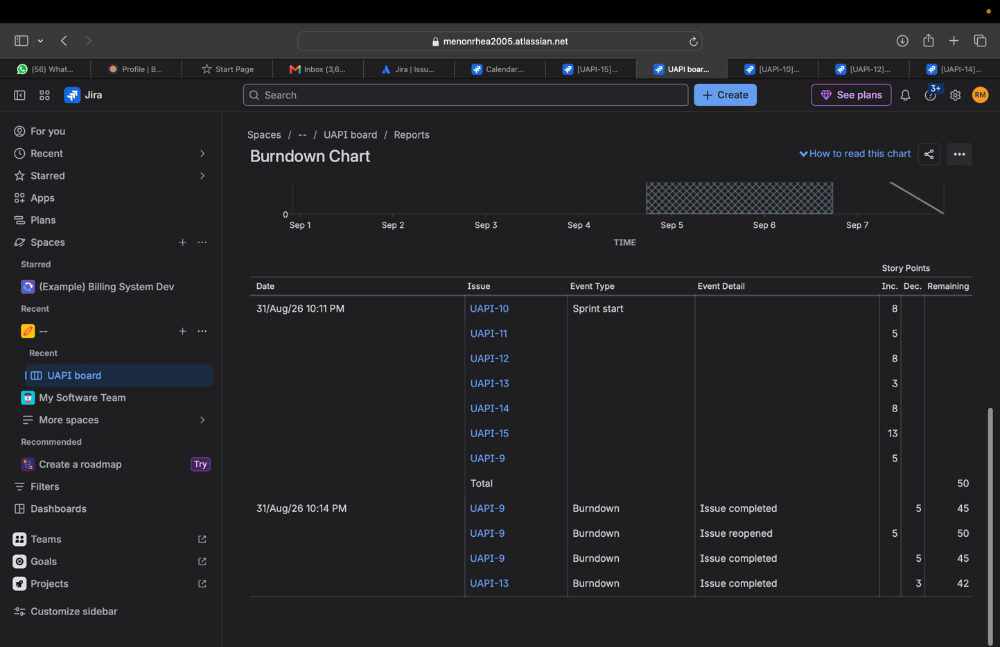 menonrhea2005.atlassian.net
(56) What...
Profile | B...
Start Page
Inbox (3,6...
Jira | Issu...
Calendar...
[UAPI-15]...
UAPI boar...
[UAPI-10]...
[UAPI-12]...
[UAPI-14]...
Jira
Search
+ Create
See plans
3+
RM
For you
Recent
Starred
Apps
Plans
Spaces
Starred
(Example) Billing System Dev
Recent
--
Recent
UAPI board
My Software Team
More spaces
Recommended
Create a roadmap Try
Filters
Dashboards
Teams
Goals
Projects
Customize sidebar
Spaces / -- / UAPI board / Reports
Burndown Chart
How to read this chart
0
Sep 1 Sep 2 Sep 3 Sep 4 Sep 5 Sep 6 Sep 7
TIME
Story Points
Date Issue Event Type Event Detail Inc. Dec. Remaining
31/Aug/26 10:11 PM UAPI-10 Sprint start 8
UAPI-11 5
UAPI-12 8
UAPI-13 3
UAPI-14 8
UAPI-15 13
UAPI-9 5
Total 50
31/Aug/26 10:14 PM UAPI-9 Burndown Issue completed 5 45
UAPI-9 Burndown Issue reopened 5 50
UAPI-9 Burndown Issue completed 5 45
UAPI-13 Burndown Issue completed 3 42